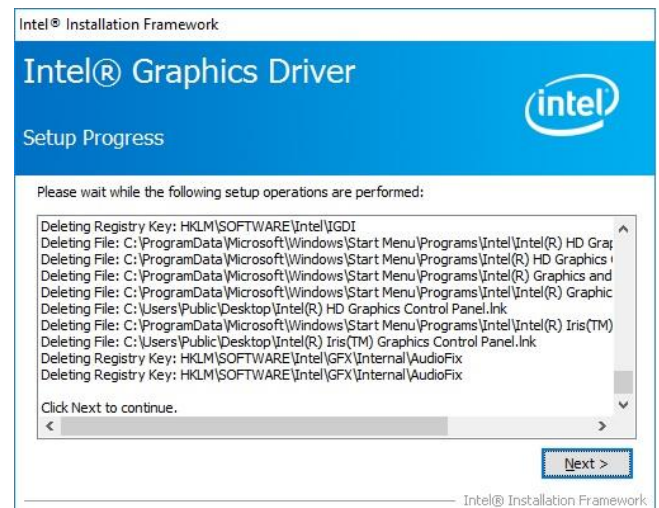 Intel® Installation Framework
Intel® Graphics Driver
intel
Setup Progress
Please wait while the following setup operations are performed:
Deleting Registry Key: HKLM\SOFTWARE\Intel\IGDI
Deleting File: C:\ProgramData\Microsoft\Windows\Start Menu\Programs\Intel\Intel(R) HD Grap
Deleting File: C:\ProgramData\Microsoft\Windows\Start Menu\Programs\Intel(R) HD Graphics
Deleting File: C:\ProgramData\Microsoft\Windows\Start Menu\Programs\Intel(R) Graphics and
Deleting File: C:\ProgramData\Microsoft\Windows\Start Menu\Programs\Intel\Intel(R) Graphic
Deleting File: C:\Users\Public\Desktop\Intel(R) HD Graphics Control Panel.lnk
Deleting File: C:\ProgramData\Microsoft\Windows\Start Menu\Programs\Intel\Intel(R) Iris(TM)
Deleting File: C:\Users\Public\Desktop\Intel(R) Iris(TM) Graphics Control Panel.lnk
Deleting Registry Key: HKLM\SOFTWARE\Intel\GFX\Internal\AudioFix
Deleting Registry Key: HKLM\SOFTWARE\Intel\GFX\Internal\AudioFix
Click Next to continue.
Next >
Intel® Installation Framework